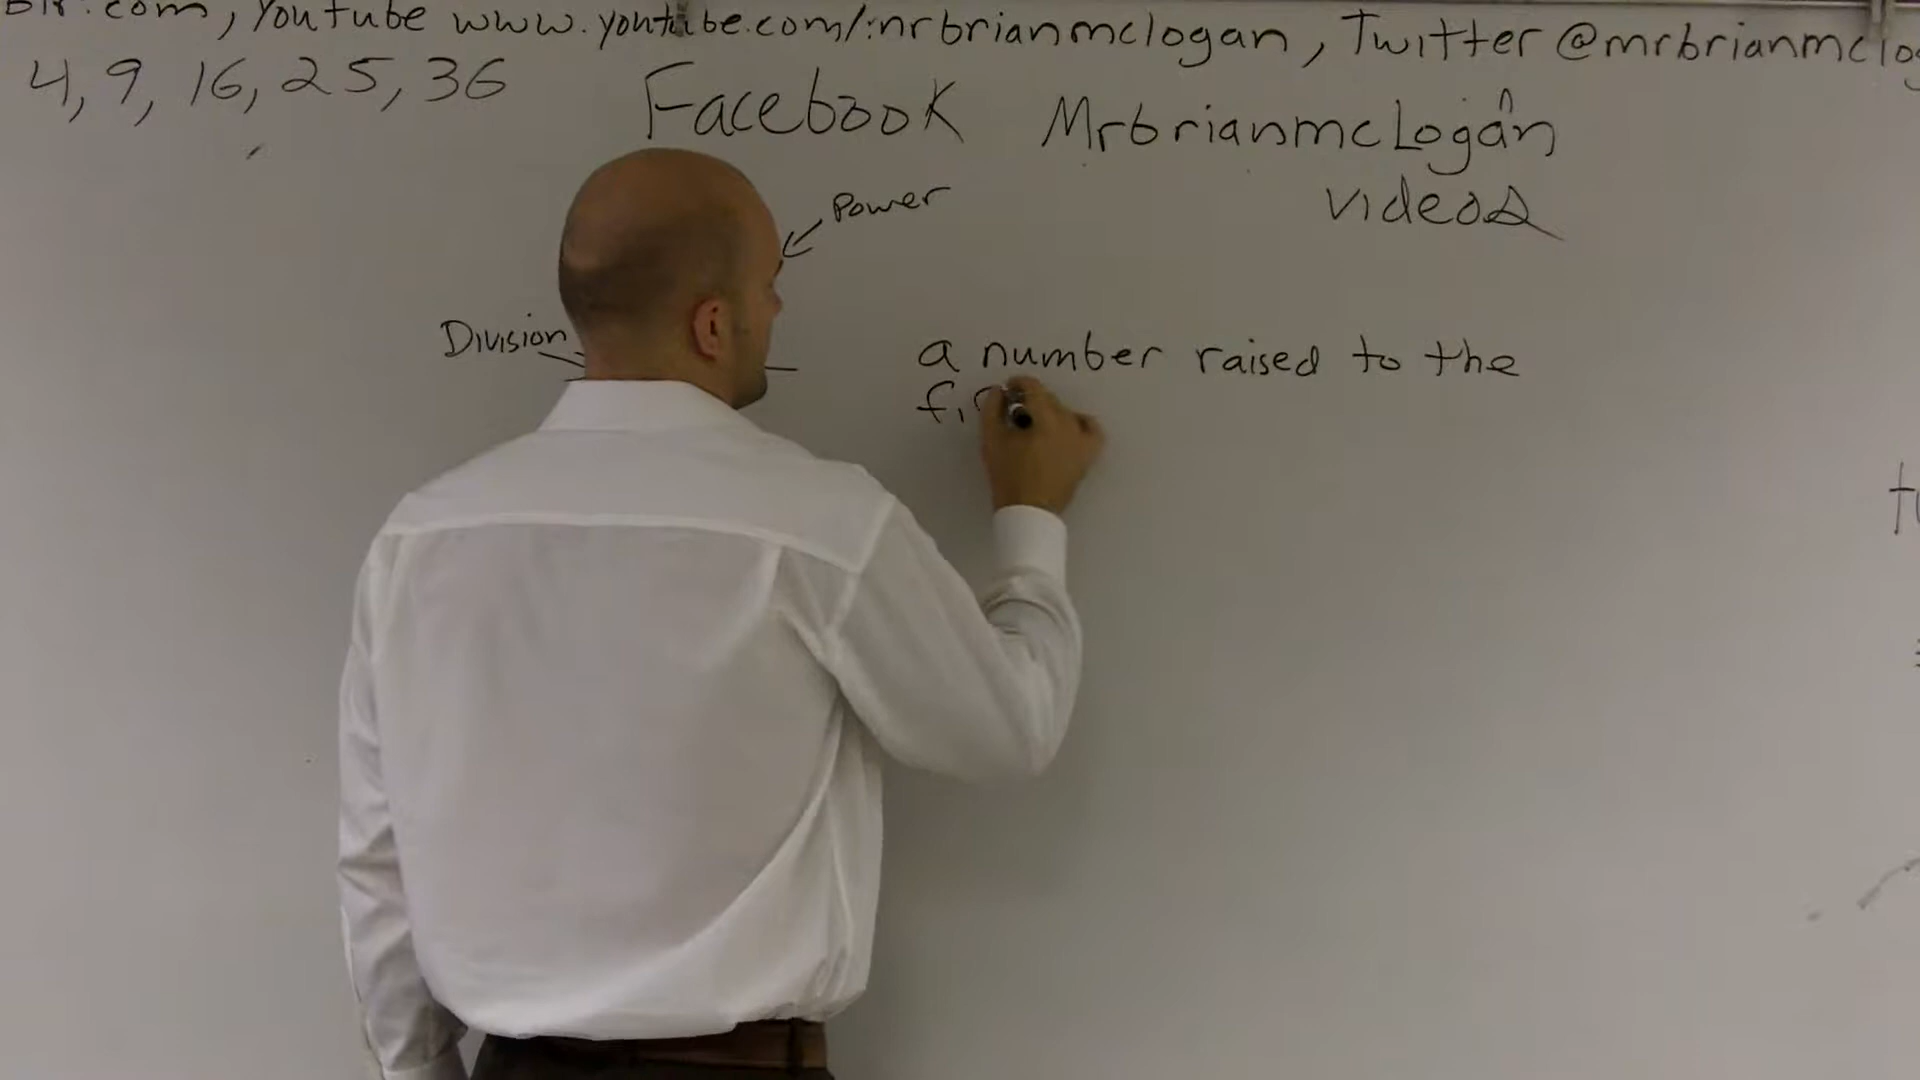 .com, YouTube www.youtube.com/mrbrianmclogan, Twitter @mrbrianmclo
4, 9, 16, 25, 36
Facebook MrbrianmcLogan
videos
Power
Division
a number raised to the